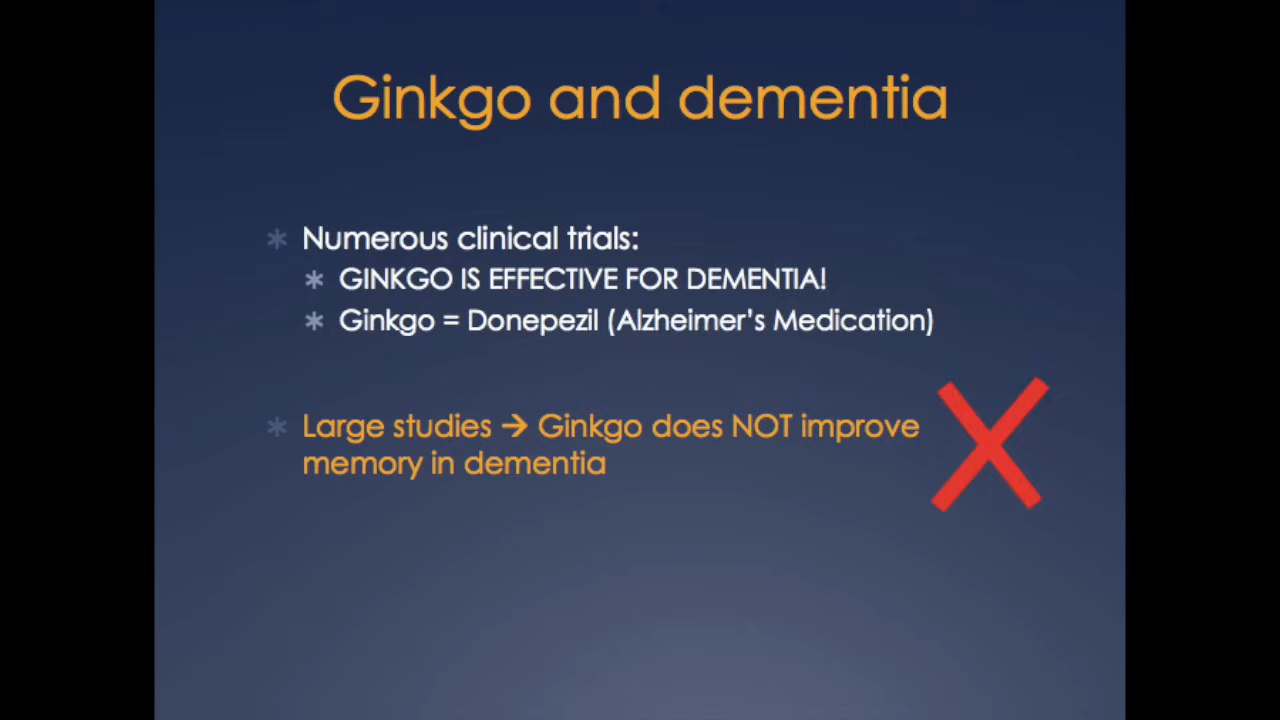 Ginkgo and dementia
* Numerous clinical trials:
* GINKGO IS EFFECTIVE FOR DEMENTIA!
* Ginkgo = Donepezil (Alzheimer’s Medication)
* Large studies → Ginkgo does NOT improve
memory in dementia